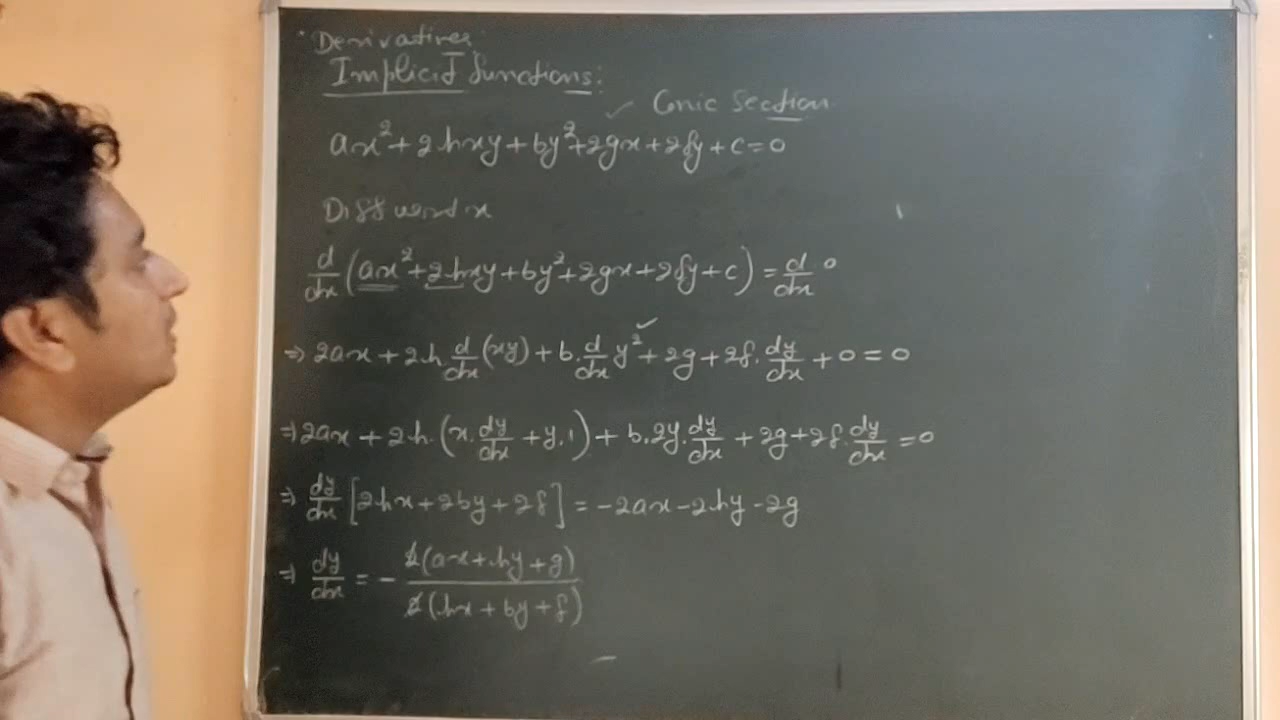 Derivatives
Implicit functions:
✓ Conic Section
ax² + 2hxy + by² + 2gx + 2fy + c = 0
Diff w.r.t x
d/dx (ax² + 2hxy + by² + 2gx + 2fy + c) = d/dx 0
⇒ 2ax + 2h d/dx (xy) + b. d/dx y² + 2g + 2f. dy/dx + 0 = 0
⇒ 2ax + 2h. (x. dy/dx + y.1) + b.2y. dy/dx + 2g + 2f. dy/dx = 0
⇒ dy/dx [2hx + 2by + 2f] = -2ax - 2hy - 2g
⇒ dy/dx = - 2(ax + hy + g) / 2(hx + by + f)